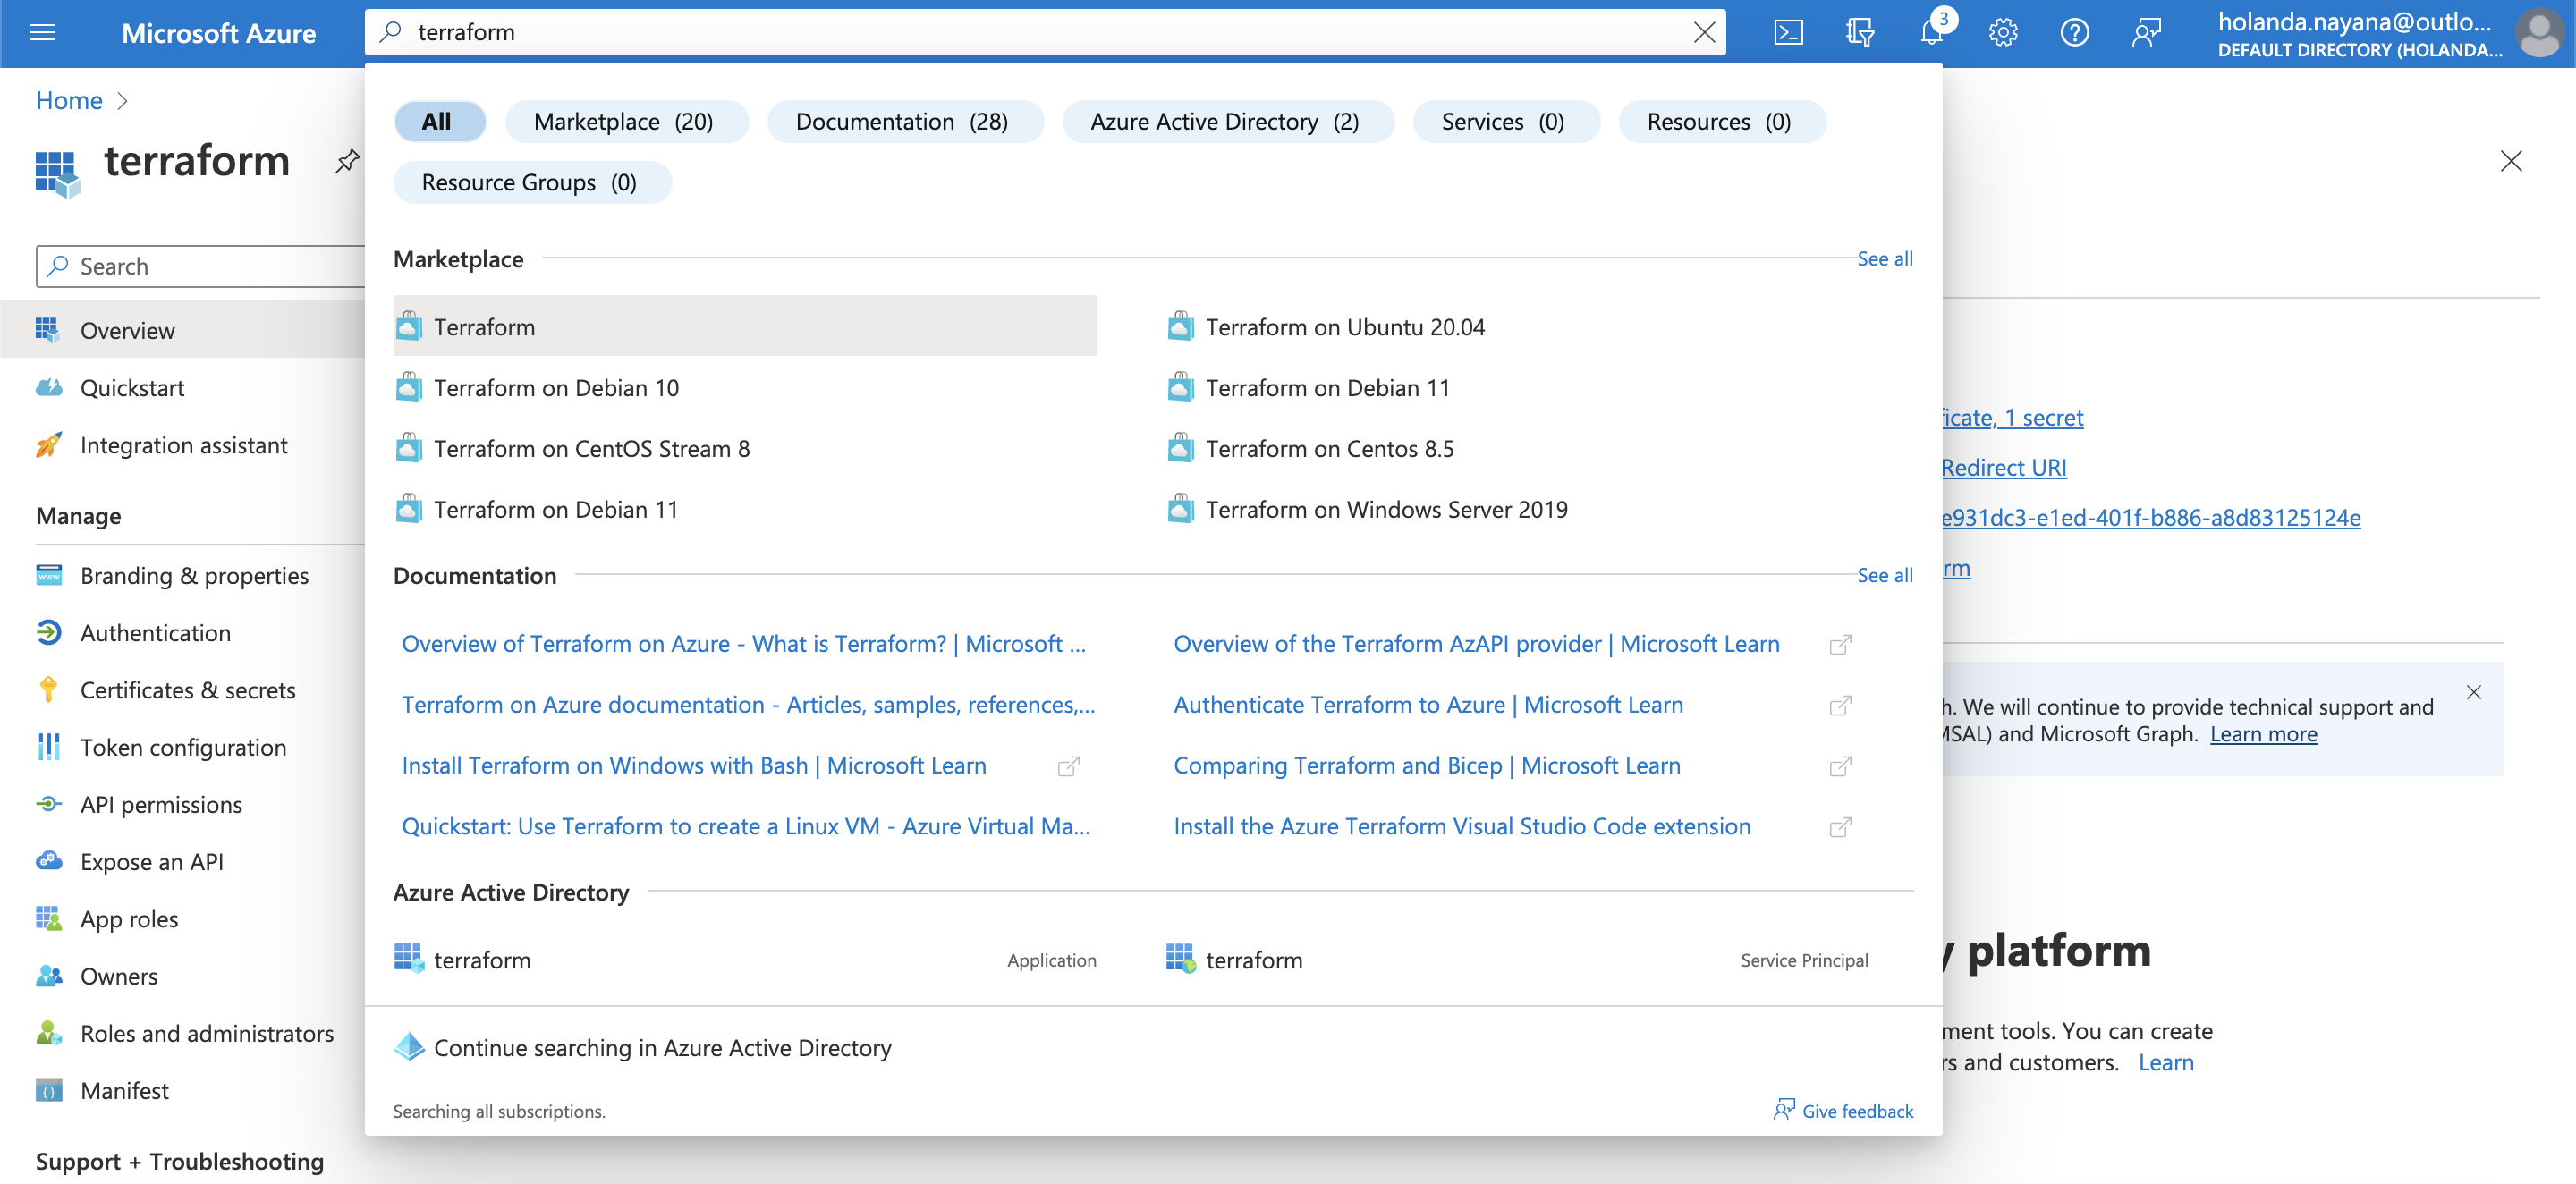 Microsoft Azure
terraform
3
holanda.nayana@outlo...
DEFAULT DIRECTORY (HOLANDA...
Home
terraform
Search
Overview
Quickstart
Integration assistant
Manage
Branding & properties
Authentication
Certificates & secrets
Token configuration
API permissions
Expose an API
App roles
Owners
Roles and administrators
Manifest
Support + Troubleshooting
All
Marketplace (20)
Documentation (28)
Azure Active Directory (2)
Services (0)
Resources (0)
Resource Groups (0)
Marketplace
See all
Terraform
Terraform on Ubuntu 20.04
Terraform on Debian 10
Terraform on Debian 11
Terraform on CentOS Stream 8
Terraform on Centos 8.5
Terraform on Debian 11
Terraform on Windows Server 2019
Documentation
See all
Overview of Terraform on Azure - What is Terraform? | Microsoft ...
Overview of the Terraform AzAPI provider | Microsoft Learn
Terraform on Azure documentation - Articles, samples, references,...
Authenticate Terraform to Azure | Microsoft Learn
Install Terraform on Windows with Bash | Microsoft Learn
Comparing Terraform and Bicep | Microsoft Learn
Quickstart: Use Terraform to create a Linux VM - Azure Virtual Ma...
Install the Azure Terraform Visual Studio Code extension
Azure Active Directory
terraform
Application
terraform
Service Principal
Continue searching in Azure Active Directory
Searching all subscriptions.
Give feedback
ficate, 1 secret
Redirect URI
e931dc3-e1ed-401f-b886-a8d83125124e
rm
h. We will continue to provide technical support and
MSAL) and Microsoft Graph. Learn more
y platform
ment tools. You can create
rs and customers. Learn